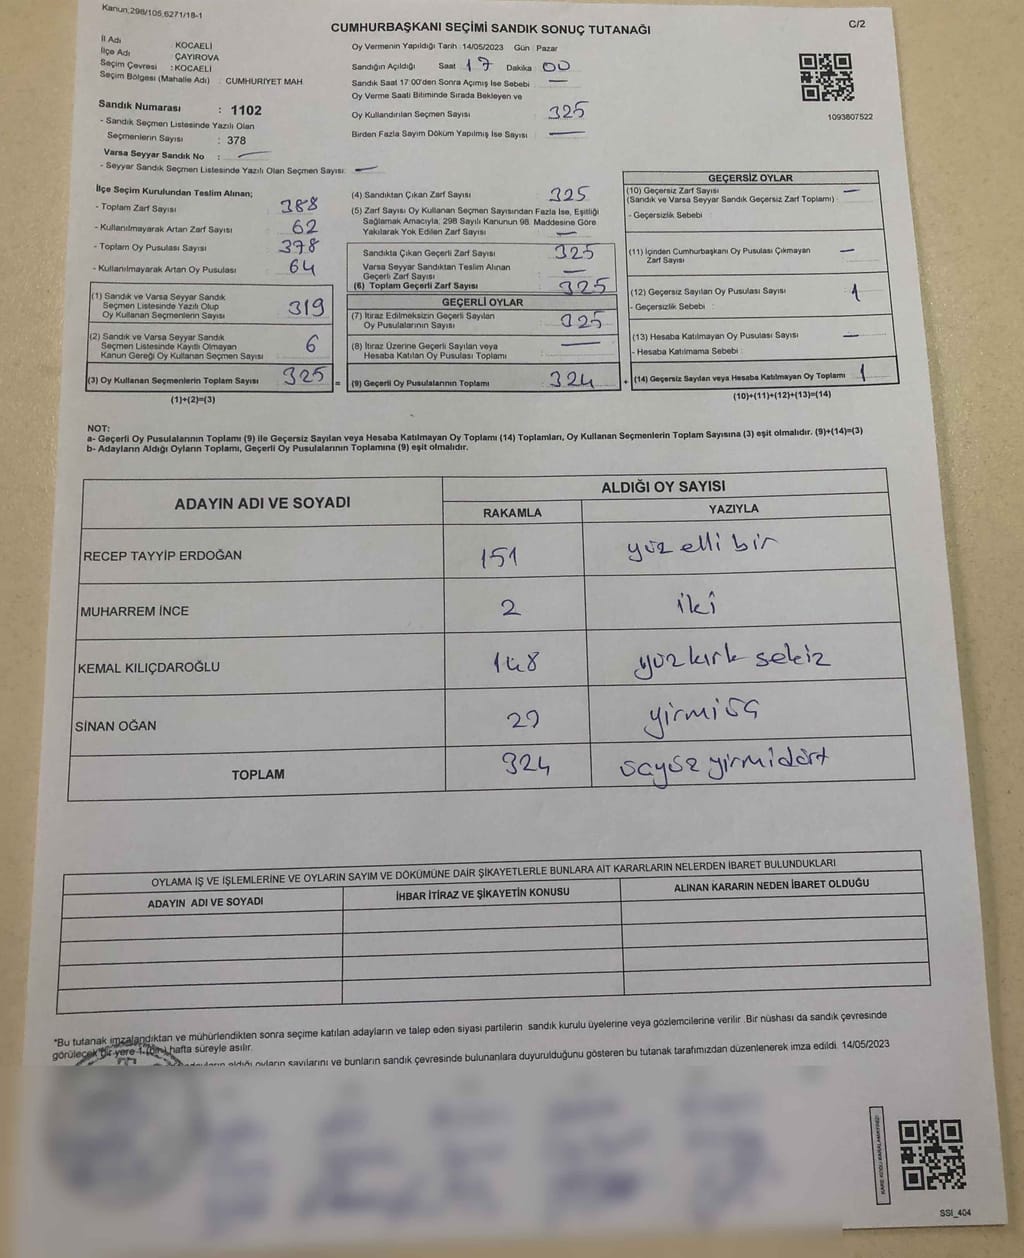 Kanun,298/105,6271/18-1
C/2
CUMHURBAŞKANI SEÇİMİ SANDIK SONUÇ TUTANAĞI
İl Adı : KOCAELİ
İlçe Adı : ÇAYIROVA
Seçim Çevresi : KOCAELİ
Seçim Bölgesi (Mahalle Adı) : CUMHURIYET MAH.
Sandık Numarası : 1102
- Sandık Seçmen Listesinde Yazılı Olan
Seçmenlerin Sayısı : 378
Varsa Seyyar Sandık No : —
- Seyyar Sandık Seçmen Listesinde Yazılı Olan Seçmen Sayısı: —
Oy Vermenin Yapıldığı Tarih : 14/05/2023 Gün : Pazar
Sandığın Açıldığı Saat 17 Dakika 00
Sandık Saat 17:00'den Sonra Açımış İse Sebebi : —
Oy Verme Saati Bitiminde Sırada Bekleyen ve
Oy Kullandırılan Seçmen Sayısı : 325
Birden Fazla Sayım Döküm Yapılmış İse Sayısı : —
1093807522
İlçe Seçim Kurulundan Teslim Alınan;
- Toplam Zarf Sayısı : 388
- Kullanılmayarak Artan Zarf Sayısı : 62
- Toplam Oy Pusulası Sayısı : 378
- Kullanılmayarak Artan Oy Pusulası : 64
(1) Sandık ve Varsa Seyyar Sandık
Seçmen Listesinde Yazılı Olup
Oy Kullanan Seçmenlerin Sayısı : 319
(2) Sandık ve Varsa Seyyar Sandık
Seçmen Listesinde Kayıtlı Olmayan
Kanun Gereği Oy Kullanan Seçmen Sayısı : 6
(3) Oy Kullanan Seçmenlerin Toplam Sayısı : 325 =
(1)+(2)=(3)
(4) Sandıktan Çıkan Zarf Sayısı : 325
(5) Zarf Sayısı Oy Kullanan Seçmen Sayısından Fazla İse, Eşitliği
Sağlamak Amacıyla, 298 Sayılı Kanunun 98. Maddesine Göre
Yakılarak Yok Edilen Zarf Sayısı : —
Sandıkta Çıkan Geçerli Zarf Sayısı : 325
Varsa Seyyar Sandıktan Teslim Alınan
Geçerli Zarf Sayısı : —
(6) Toplam Geçerli Zarf Sayısı : 325
GEÇERLİ OYLAR
(7) İtiraz Edilmeksizin Geçerli Sayılan
Oy Pusulalarının Sayısı : 325
(8) İtiraz Üzerine Geçerli Sayılan veya
Hesaba Katılan Oy Pusulası Toplamı : —
(9) Geçerli Oy Pusulalarının Toplamı : 324 +
GEÇERSİZ OYLAR
(10) Geçersiz Zarf Sayısı : —
(Sandık ve Varsa Seyyar Sandık Geçersiz Zarf Toplamı) :
- Geçersizlik Sebebi :
(11) İçinden Cumhurbaşkanı Oy Pusulası Çıkmayan : —
Zarf Sayısı
(12) Geçersiz Sayılan Oy Pusulası Sayısı : 1
- Geçersizlik Sebebi :
(13) Hesaba Katılmayan Oy Pusulası Sayısı : —
- Hesaba Katılmama Sebebi :
(14) Geçersiz Sayılan veya Hesaba Katılmayan Oy Toplamı : 1
(10)+(11)+(12)+(13)=(14)
NOT:
a- Geçerli Oy Pusulalarının Toplamı (9) ile Geçersiz Sayılan veya Hesaba Katılmayan Oy Toplamı (14) Toplamları, Oy Kullanan Seçmenlerin Toplam Sayısına (3) eşit olmalıdır. (9)+(14)=(3)
b- Adayların Aldığı Oyların Toplamı, Geçerli Oy Pusulalarının Toplamına (9) eşit olmalıdır.
ADAYIN ADI VE SOYADI
ALDIĞI OY SAYISI
RAKAMLA YAZIYLA
RECEP TAYYİP ERDOĞAN 151 yüz elli bir
MUHARREM İNCE 2 iki
KEMAL KILIÇDAROĞLU 148 yüzkırk sekiz
SİNAN OĞAN 23 yirmi üç
TOPLAM 324 üçyüz yirmidört
OYLAMA İŞ VE İŞLEMLERİNE VE OYLARIN SAYIM VE DÖKÜMÜNE DAİR ŞİKAYETLERLE BUNLARA AİT KARARLARIN NELERDEN İBARET BULUNDUKLARI
ADAYIN ADI VE SOYADI İHBAR İTİRAZ VE ŞİKAYETİN KONUSU ALINAN KARARIN NEDEN İBARET OLDUĞU
*Bu tutanak imzalandıktan ve mühürlendikten sonra seçime katılan adayların ve talep eden siyasi partilerin sandık kurulu üyelerine veya gözlemcilerine verilir .Bir nüshası da sandık çevresinde
görülecek bir yere 1 (bir) hafta süreyle asılır.
aldığı oyların sayılarını ve bunların sandık çevresinde bulunanlara duyurulduğunu gösteren bu tutanak tarafımızdan düzenlenerek imza edildi. 14/05/2023
SSI_404